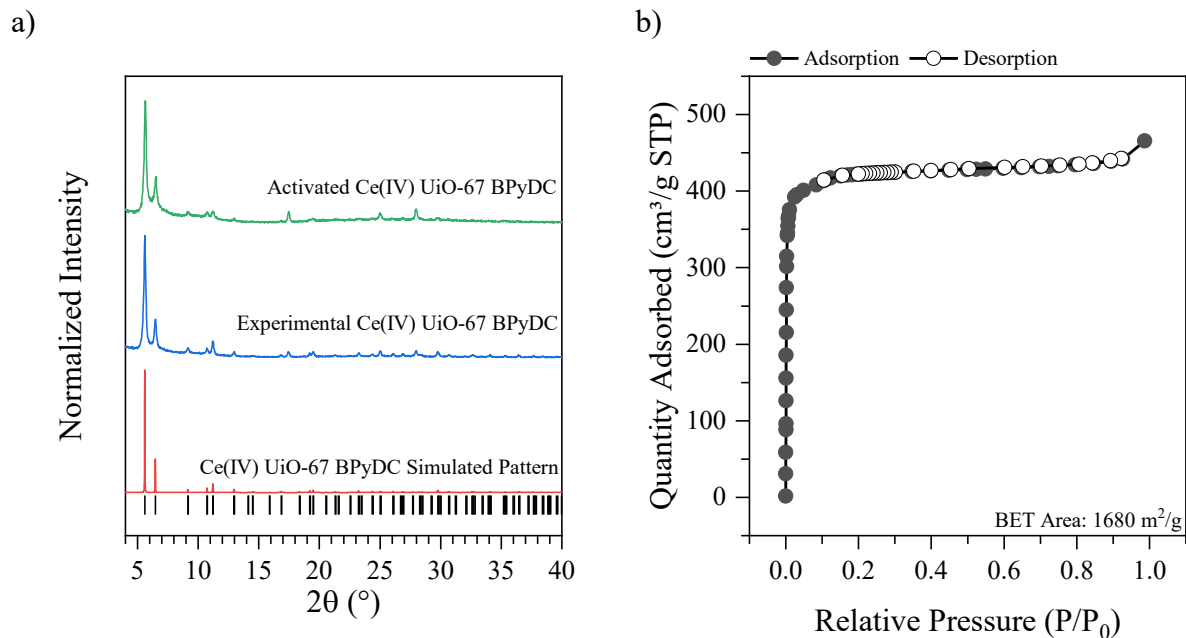 a)
Normalized Intensity
Activated Ce(IV) UiO-67 BPyDC
Experimental Ce(IV) UiO-67 BPyDC
Ce(IV) UiO-67 BPyDC Simulated Pattern
5 10 15 20 25 30 35 40
2θ (°)
b)
Adsorption Desorption
Quantity Adsorbed (cm³/g STP)
500
400
300
200
100
0
BET Area: 1680 m²/g
0.0 0.2 0.4 0.6 0.8 1.0
Relative Pressure (P/P₀)